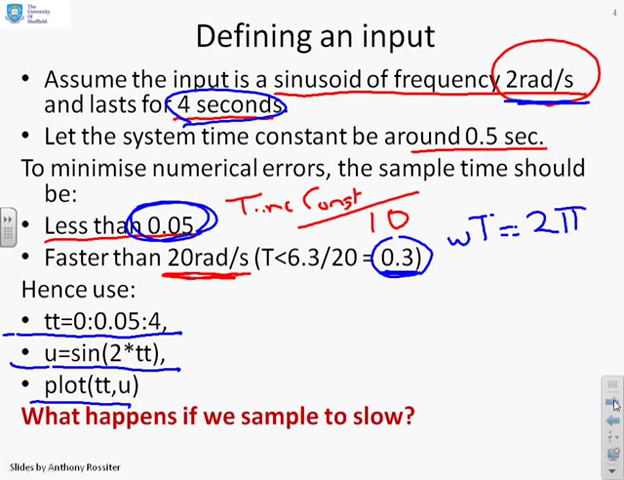 The
University
Of
Sheffield.
4
Defining an input
• Assume the input is a sinusoid of frequency 2rad/s
and lasts for 4 seconds.
• Let the system time constant be around 0.5 sec.
To minimise numerical errors, the sample time should
be:
Time Const
10
• Less than 0.05.
wT = 2π
• Faster than 20rad/s (T<6.3/20 = 0.3)
Hence use:
• tt=0:0.05:4,
• u=sin(2*tt),
• plot(tt,u)
What happens if we sample to slow?
Slides by Anthony Rossiter